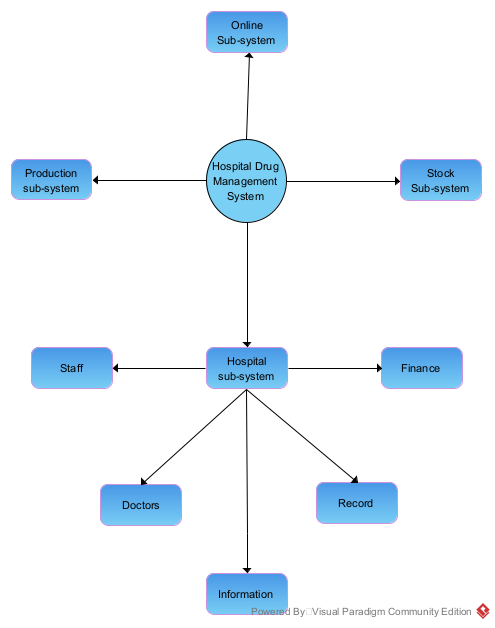 Online
Sub-system
Hospital Drug
Management
System
Production
sub-system
Stock
Sub-system
Hospital
sub-system
Staff
Finance
Doctors
Record
Information
Powered By Visual Paradigm Community Edition